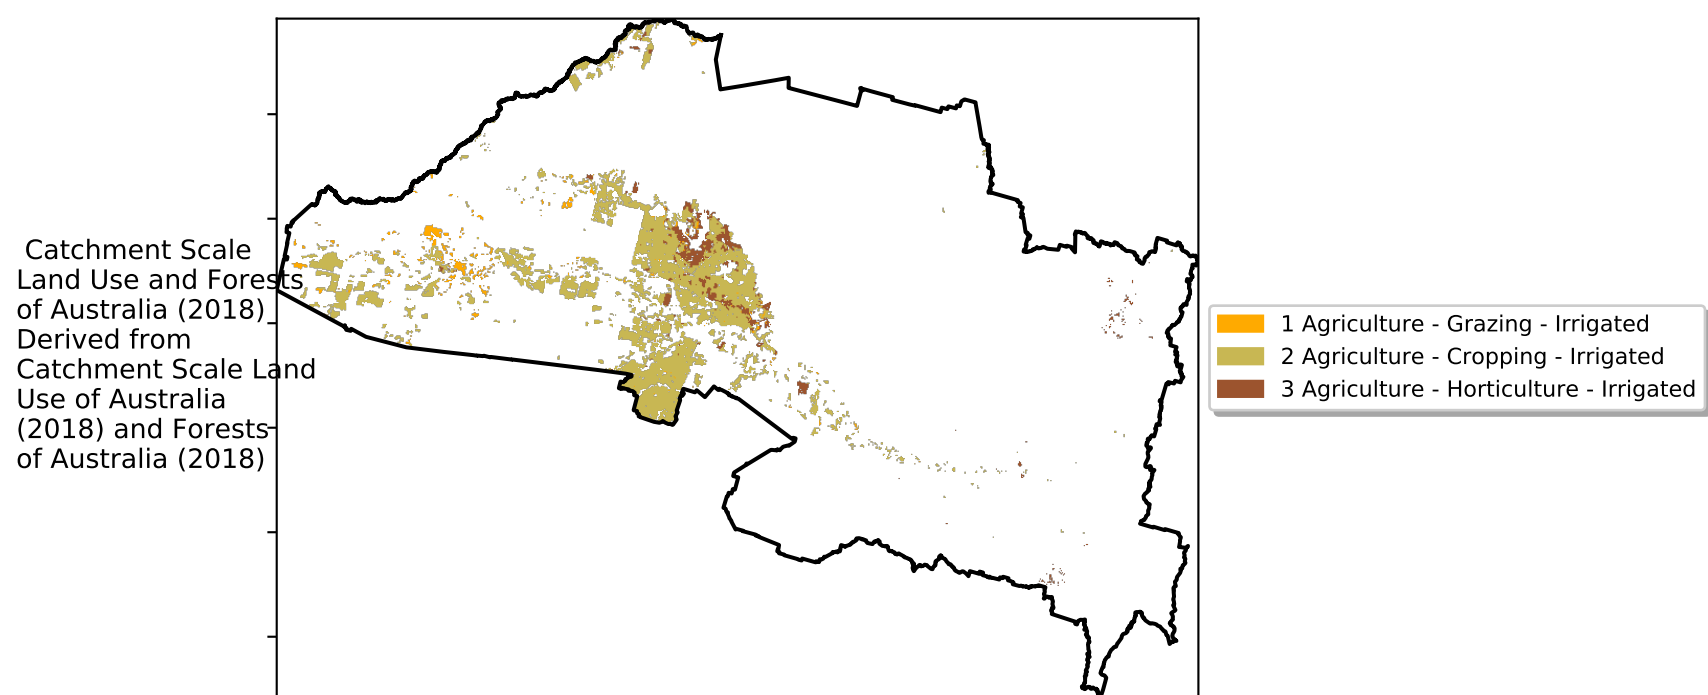 Catchment Scale
Land Use and Forests
of Australia (2018)
Derived from
Catchment Scale Land
Use of Australia
(2018) and Forests
of Australia (2018)
1 Agriculture - Grazing - Irrigated
2 Agriculture - Cropping - Irrigated
3 Agriculture - Horticulture - Irrigated